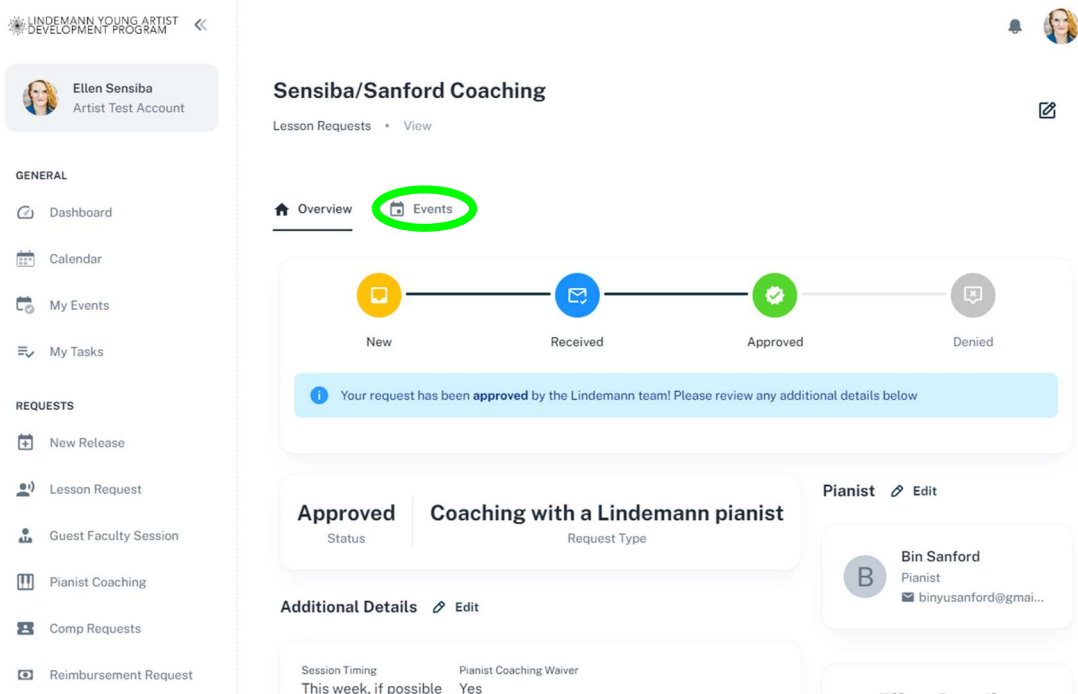 LINDEMANN YOUNG ARTIST
DEVELOPMENT PROGRAM
Ellen Sensiba
Artist Test Account
GENERAL
Dashboard
Calendar
My Events
My Tasks
REQUESTS
New Release
Lesson Request
Guest Faculty Session
Pianist Coaching
Comp Requests
Reimbursement Request
Sensiba/Sanford Coaching
Lesson Requests • View
Overview Events
New Received Approved Denied
Your request has been approved by the Lindemann team! Please review any additional details below
Approved Coaching with a Lindemann pianist
Status Request Type
Additional Details Edit
Session Timing Pianist Coaching Waiver
This week, if possible Yes
Pianist Edit
B
Bin Sanford
Pianist
binyusanford@gmai...